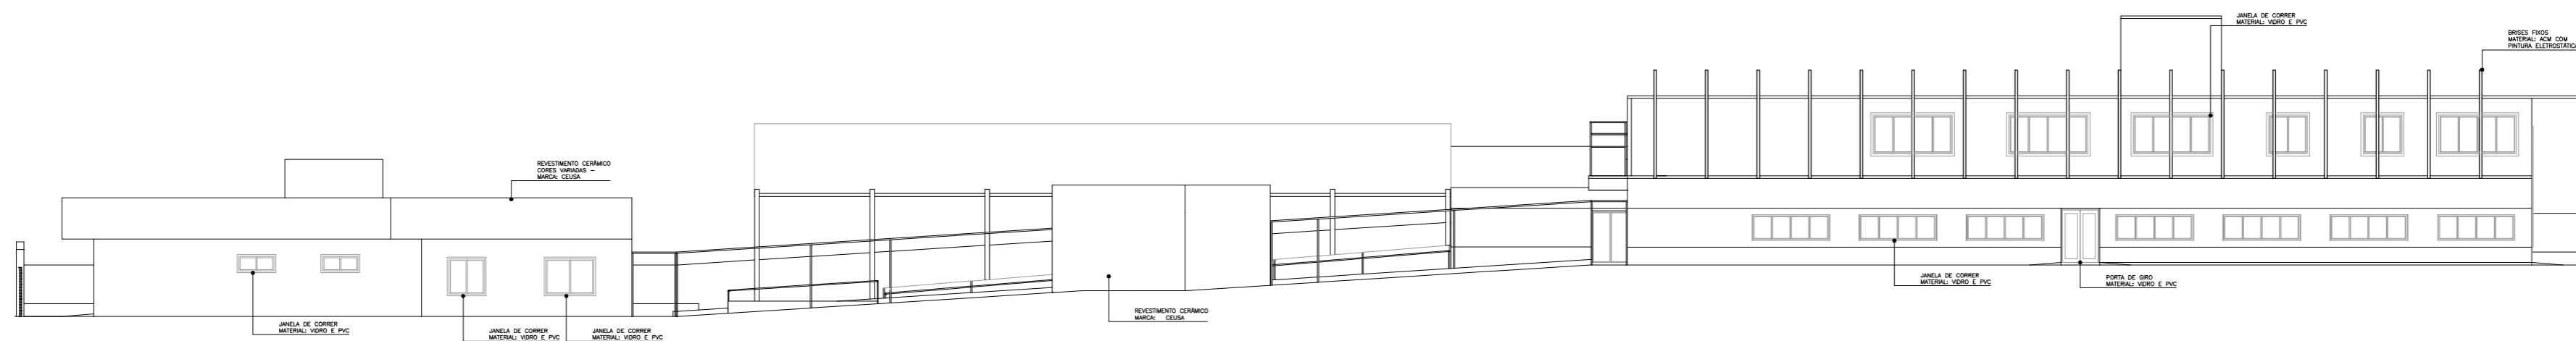 JANELA DE CORRER
MATERIAL: VIDRO E PVC
BRISES FIXOS
MATERIAL: ACM COM
PINTURA ELETROSTÁTICA
REVESTIMENTO CERÂMICO
CORES VARIADAS –
MARCA: CEUSA
JANELA DE CORRER
MATERIAL: VIDRO E PVC
PORTA DE GIRO
MATERIAL: VIDRO E PVC
REVESTIMENTO CERÂMICO
MARCA: CEUSA
JANELA DE CORRER
MATERIAL: VIDRO E PVC
JANELA DE CORRER
MATERIAL: VIDRO E PVC
JANELA DE CORRER
MATERIAL: VIDRO E PVC